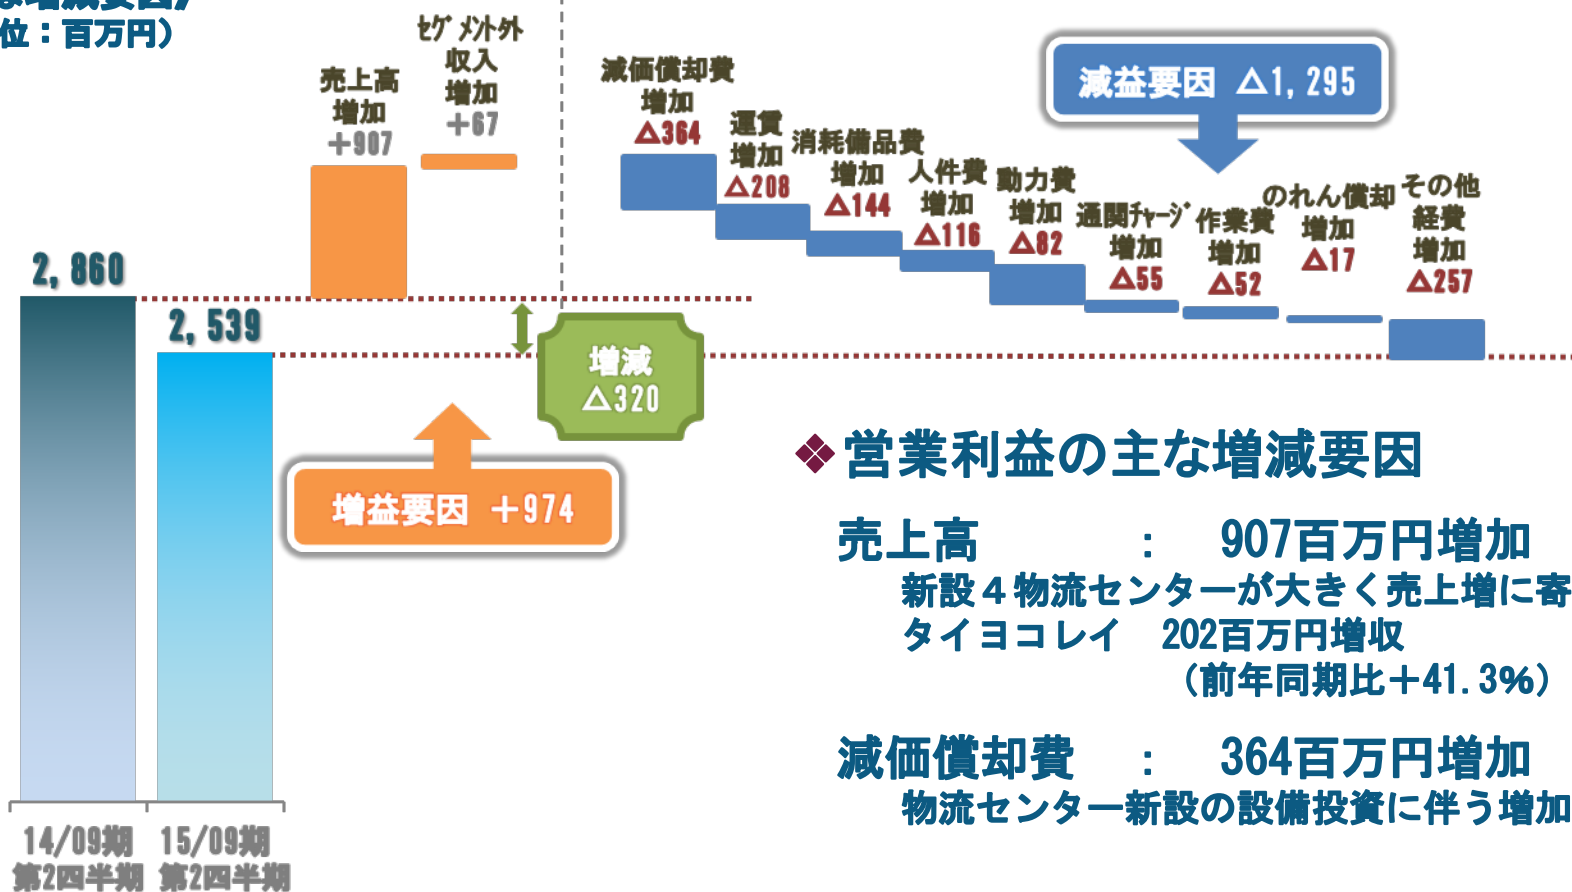 な増減要因）
位：百万円）
売上高
増加
＋907
ｾｸﾞﾒﾝﾄ外
収入
増加
＋67
減価償却費
増加
△364
運賃
増加
△208
消耗備品費
増加
△144
人件費
増加
△116
動力費
増加
△82
通関ﾁｬｰｼﾞ
増加
△55
作業費
増加
△52
のれん償却
増加
△17
その他
経費
増加
△257
減益要因 △1,295
2,860
2,539
増減
△320
増益要因 ＋974
14/09期
第2四半期
15/09期
第2四半期
❖営業利益の主な増減要因
売上高 ： 907百万円増加
新設４物流センターが大きく売上増に寄
タイヨコレイ 202百万円増収
（前年同期比＋41.3％）
減価償却費 ： 364百万円増加
物流センター新設の設備投資に伴う増加